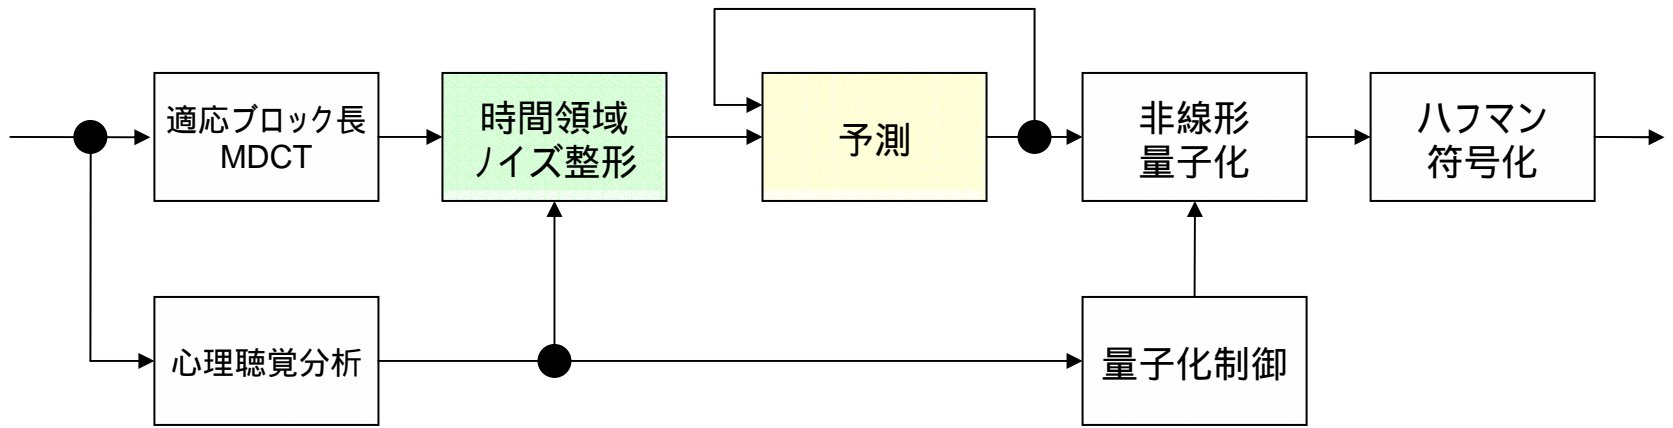 適応ブロック長
MDCT
時間領域
ノイズ整形
予測
非線形
量子化
ハフマン
符号化
心理聴覚分析
量子化制御